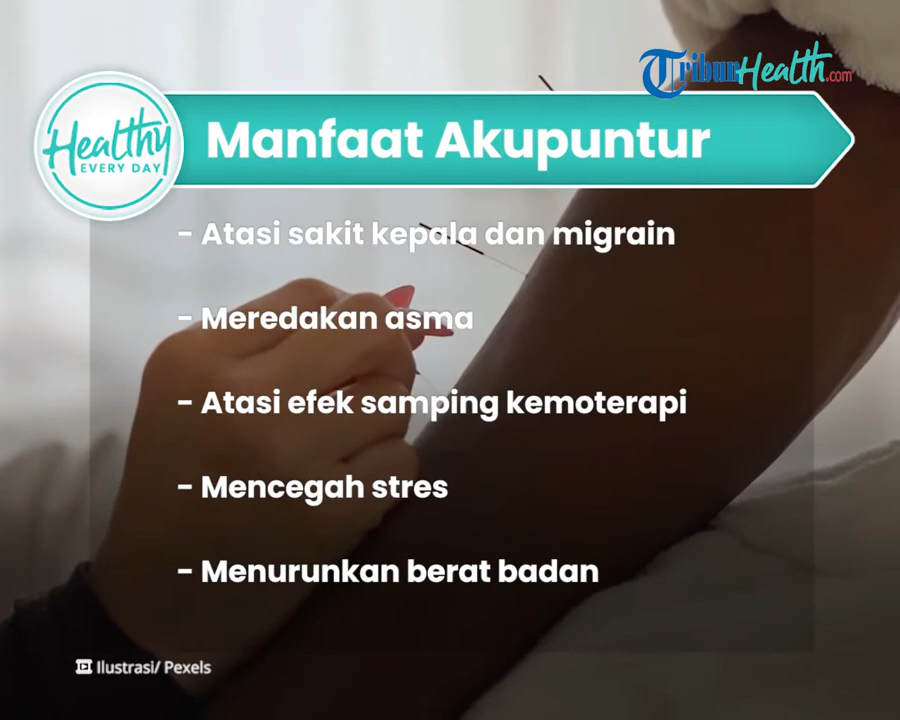 TribunHealth.com
Healthy
EVERY DAY
Manfaat Akupuntur
- Atasi sakit kepala dan migrain
- Meredakan asma
- Atasi efek samping kemoterapi
- Mencegah stres
- Menurunkan berat badan
Ilustrasi/ Pexels